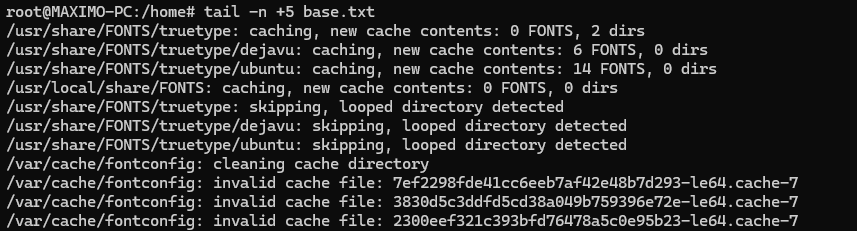 root@MAXIMO-PC:/home# tail -n +5 base.txt
/usr/share/FONTS/truetype: caching, new cache contents: 0 FONTS, 2 dirs
/usr/share/FONTS/truetype/dejavu: caching, new cache contents: 6 FONTS, 0 dirs
/usr/share/FONTS/truetype/ubuntu: caching, new cache contents: 14 FONTS, 0 dirs
/usr/local/share/FONTS: caching, new cache contents: 0 FONTS, 0 dirs
/usr/share/FONTS/truetype: skipping, looped directory detected
/usr/share/FONTS/truetype/dejavu: skipping, looped directory detected
/usr/share/FONTS/truetype/ubuntu: skipping, looped directory detected
/var/cache/fontconfig: cleaning cache directory
/var/cache/fontconfig: invalid cache file: 7ef2298fde41cc6eeb7af42e48b7d293-le64.cache-7
/var/cache/fontconfig: invalid cache file: 3830d5c3ddfd5cd38a049b759396e72e-le64.cache-7
/var/cache/fontconfig: invalid cache file: 2300eef321c393bfd76478a5c0e95b23-le64.cache-7